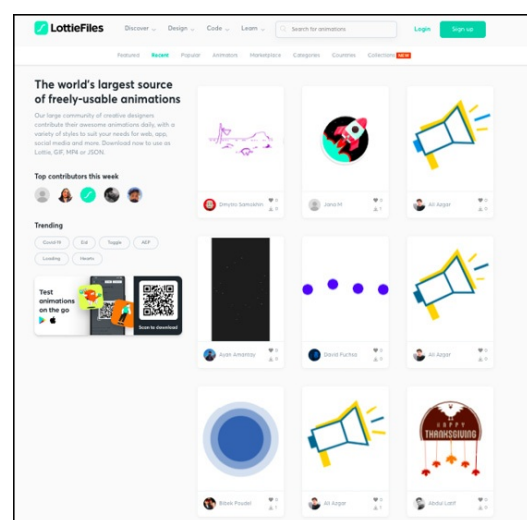 LottieFiles
Discover Design Code Learn Search for animations Login Sign up
Featured Recent Popular Animators Marketplace Categories Countries Collections NEW
The world's largest source
of freely-usable animations
Our large community of creative designers
contribute their awesome animations daily, with a
variety of styles to suit your needs for web, app,
social media and more. Download now to use as
Lottie, GIF, MP4 or JSON.
Top contributors this week
Trending
Covid 19 Eid Toggle AEP
Loading Hearts
Test
animations
on the go
Scan to download
Jana M
Ali Azgar
David Fuchss
Ali Azgar
HAPPY
THANKSGIVING
Bibek Poudel
Ali Azgar
Abdul Latif